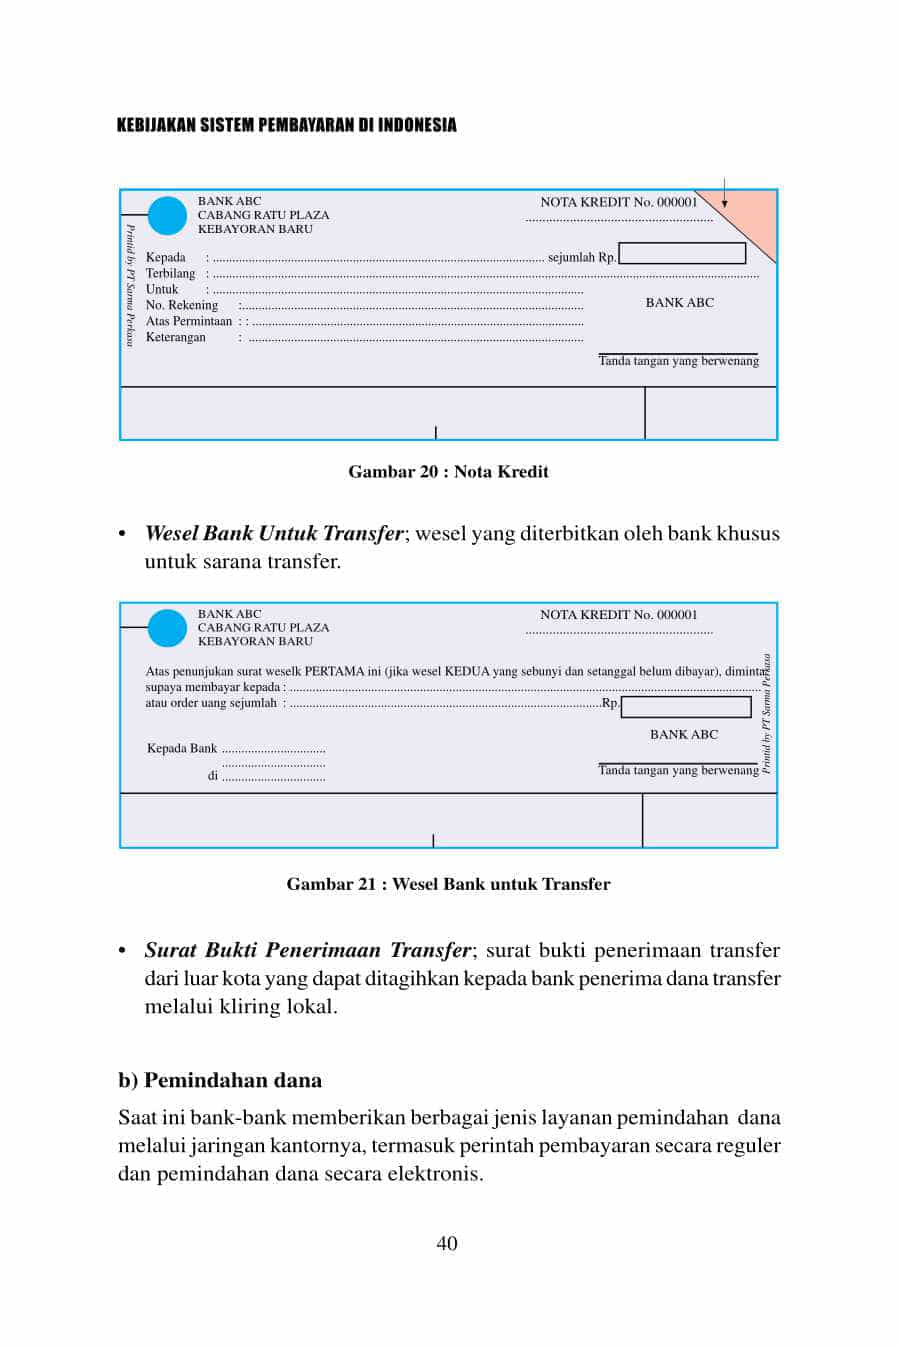 KEBIJAKAN SISTEM PEMBAYARAN DI INDONESIA
BANK ABC
CABANG RATU PLAZA
KEBAYORAN BARU
NOTA KREDIT No. 000001
..........................................................
Printid by PT Sarma Perkasa
Kepada : ...................................................................................................... sejumlah Rp.
Terbilang : ........................................................................................................................................................................
Untuk : ..................................................................................................................
No. Rekening :.........................................................................................................
Atas Permintaan : : ......................................................................................................
Keterangan : .......................................................................................................
BANK ABC
Tanda tangan yang berwenang
Gambar 20 : Nota Kredit
• Wesel Bank Untuk Transfer; wesel yang diterbitkan oleh bank khusus
untuk sarana transfer.
BANK ABC
CABANG RATU PLAZA
KEBAYORAN BARU
NOTA KREDIT No. 000001
..........................................................
Atas penunjukan surat weselk PERTAMA ini (jika wesel KEDUA yang sebunyi dan setanggal belum dibayar), diminta
supaya membayar kepada : .................................................................................................................................................
atau order uang sejumlah : ................................................................................................Rp.
BANK ABC
Kepada Bank ................................
................................
di ................................
Tanda tangan yang berwenang
Printid by PT Sarma Perkasa
Gambar 21 : Wesel Bank untuk Transfer
• Surat Bukti Penerimaan Transfer; surat bukti penerimaan transfer
dari luar kota yang dapat ditagihkan kepada bank penerima dana transfer
melalui kliring lokal.
b) Pemindahan dana
Saat ini bank-bank memberikan berbagai jenis layanan pemindahan dana
melalui jaringan kantornya, termasuk perintah pembayaran secara reguler
dan pemindahan dana secara elektronis.
40